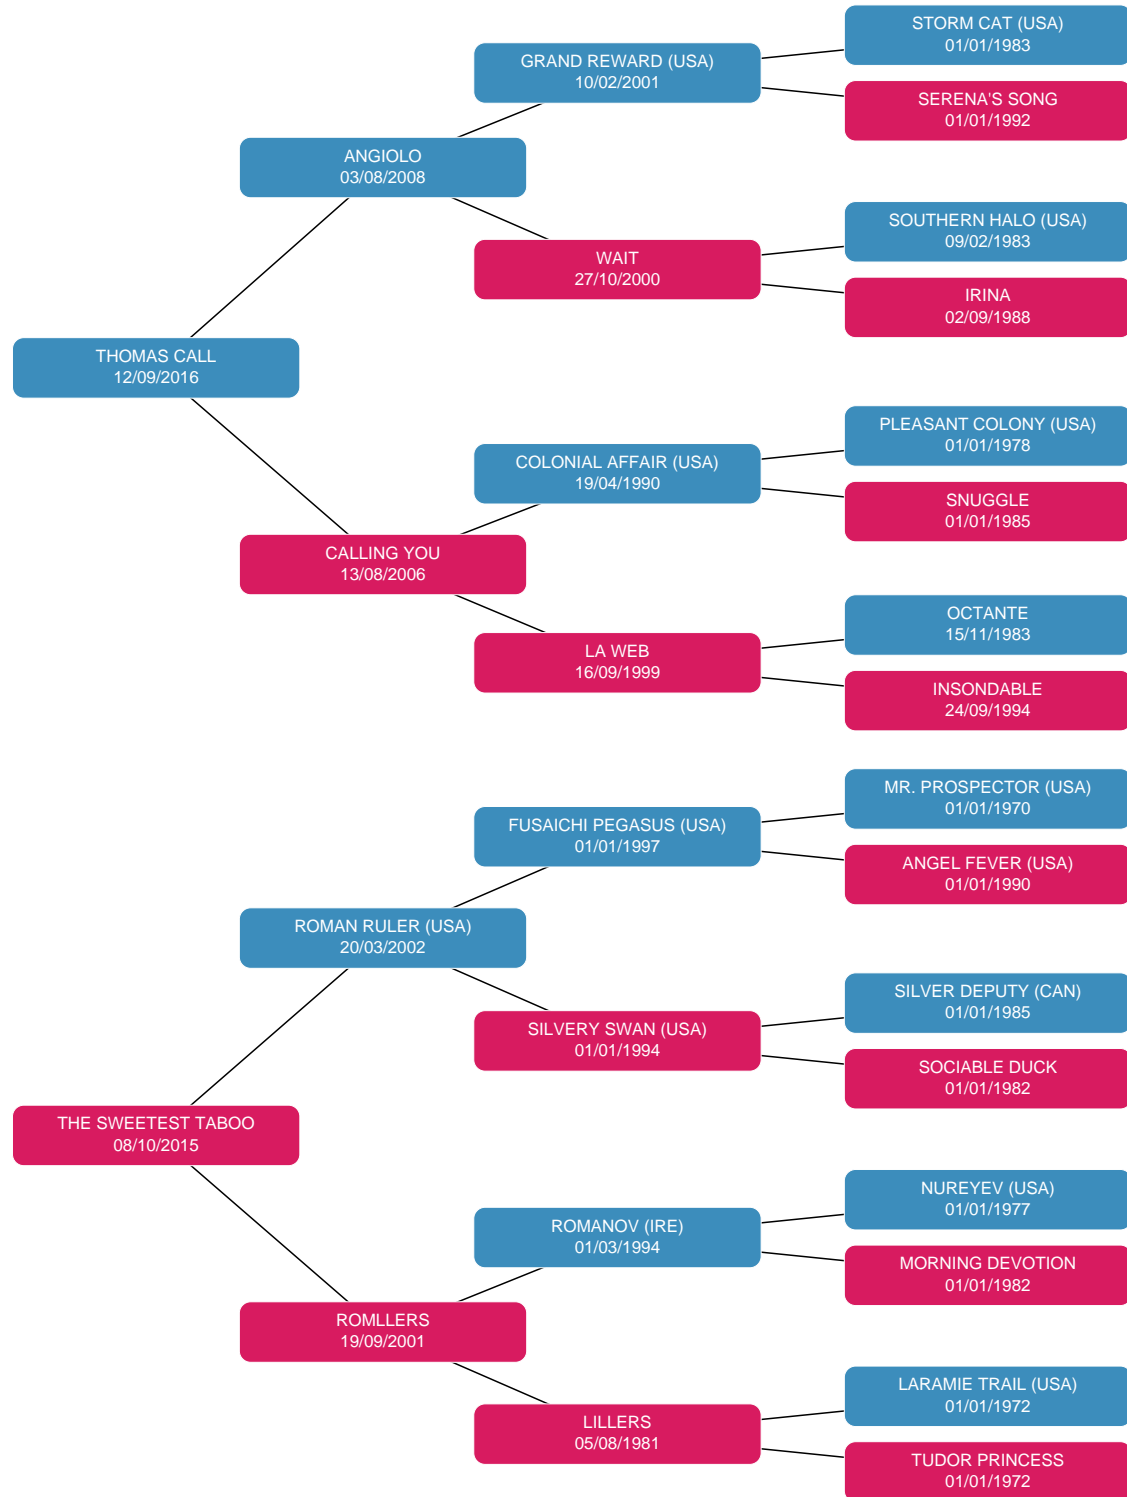 STORM CAT (USA)
01/01/1983
GRAND REWARD (USA)
10/02/2001
SERENA'S SONG
01/01/1992
ANGIOLO
03/08/2008
SOUTHERN HALO (USA)
09/02/1983
WAIT
27/10/2000
IRINA
02/09/1988
THOMAS CALL
12/09/2016
PLEASANT COLONY (USA)
01/01/1978
COLONIAL AFFAIR (USA)
19/04/1990
SNUGGLE
01/01/1985
CALLING YOU
13/08/2006
OCTANTE
15/11/1983
LA WEB
16/09/1999
INSONDABLE
24/09/1994
MR. PROSPECTOR (USA)
01/01/1970
FUSAICHI PEGASUS (USA)
01/01/1997
ANGEL FEVER (USA)
01/01/1990
ROMAN RULER (USA)
20/03/2002
SILVER DEPUTY (CAN)
01/01/1985
SILVERY SWAN (USA)
01/01/1994
SOCIABLE DUCK
01/01/1982
THE SWEETEST TABOO
08/10/2015
NUREYEV (USA)
01/01/1977
ROMANOV (IRE)
01/03/1994
MORNING DEVOTION
01/01/1982
ROMLLERS
19/09/2001
LARAMIE TRAIL (USA)
01/01/1972
LILLERS
05/08/1981
TUDOR PRINCESS
01/01/1972